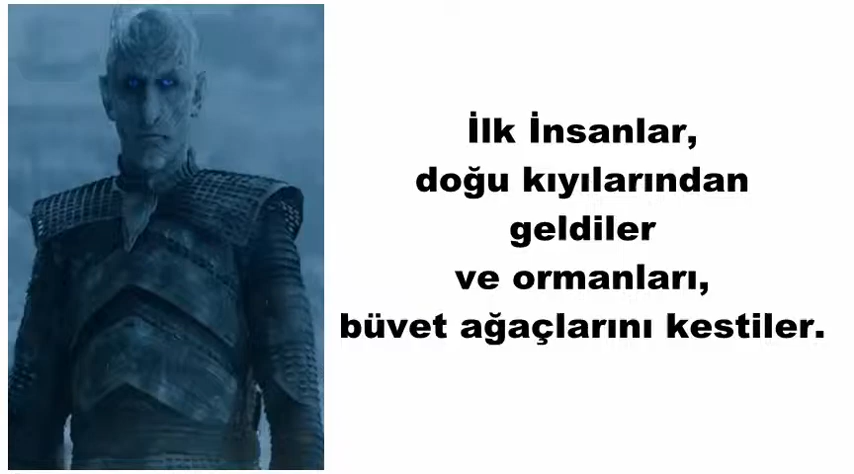 İlk İnsanlar,
doğu kıyılarından
geldiler
ve ormanları,
büvet ağaçlarını kestiler.